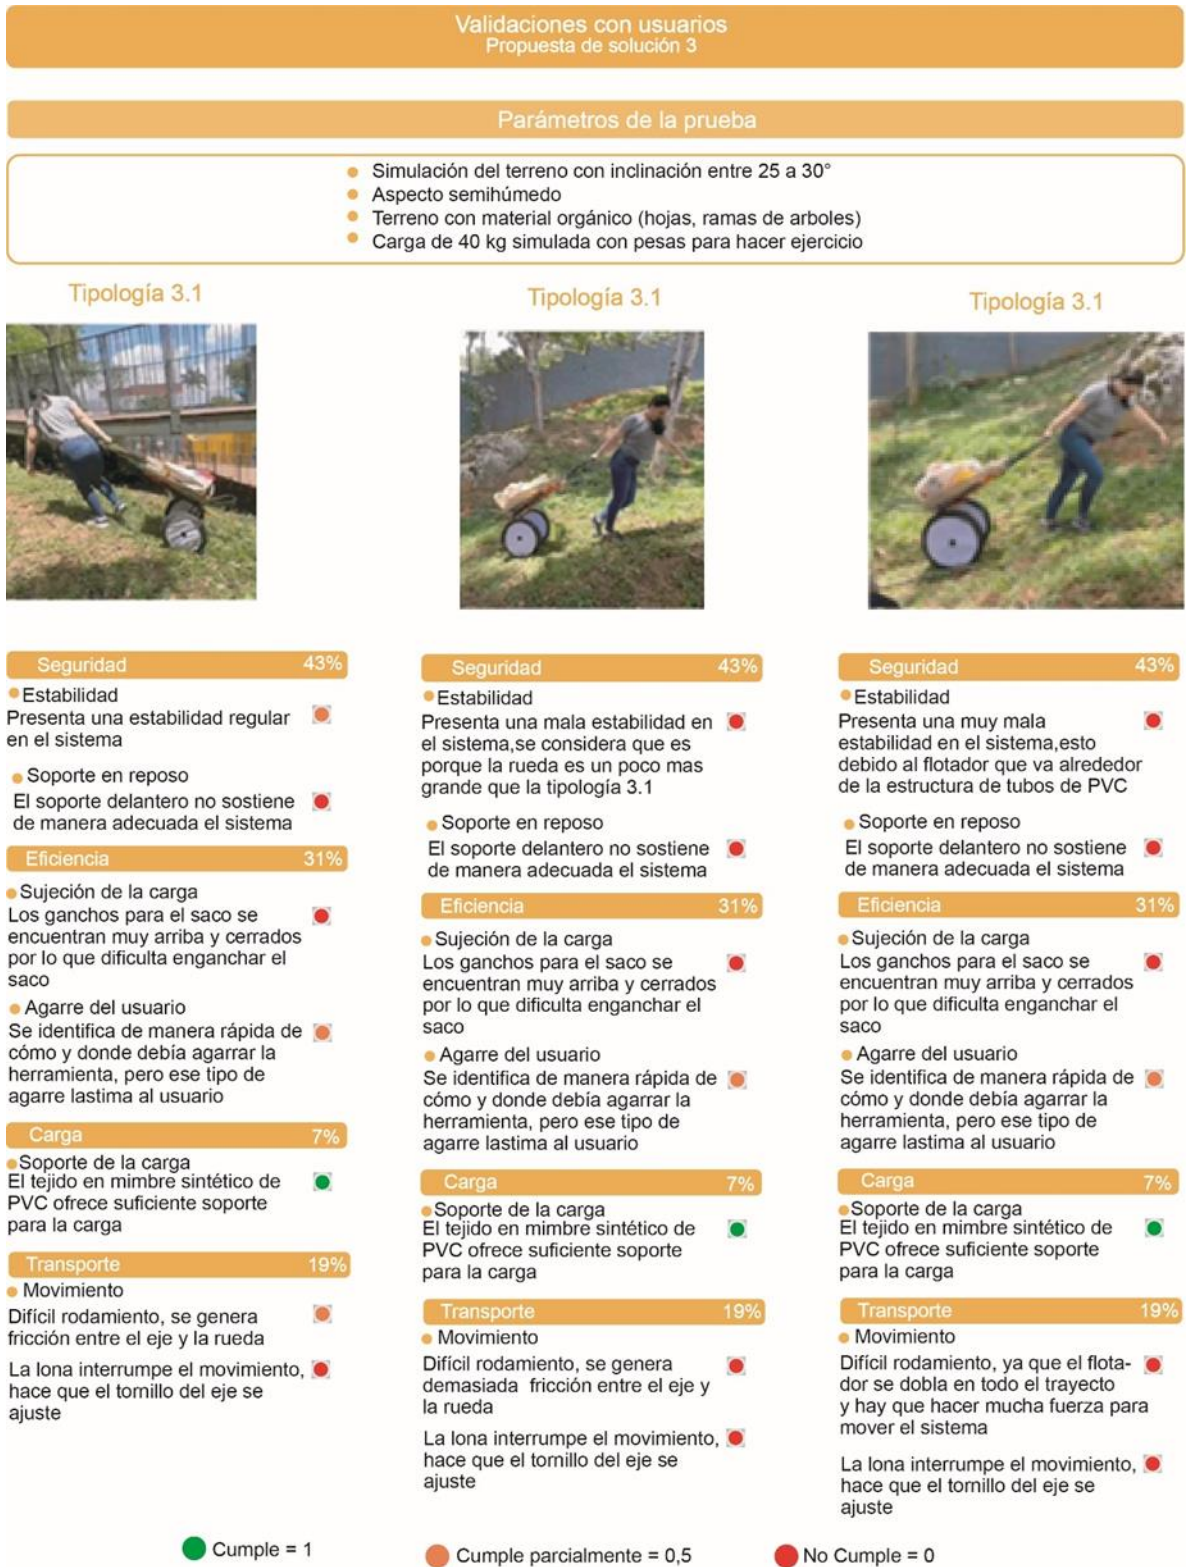 Validaciones con usuarios
Propuesta de solución 3
Parámetros de la prueba
Simulación del terreno con inclinación entre 25 a 30°
Aspecto semihúmedo
Terreno con material orgánico (hojas, ramas de arboles)
Carga de 40 kg simulada con pesas para hacer ejercicio
Tipología 3.1
Seguridad 43%
Estabilidad
Presenta una estabilidad regular
en el sistema
Soporte en reposo
El soporte delantero no sostiene
de manera adecuada el sistema
Eficiencia 31%
Sujeción de la carga
Los ganchos para el saco se
encuentran muy arriba y cerrados
por lo que dificulta enganchar el
saco
Agarre del usuario
Se identifica de manera rápida de
cómo y donde debía agarrar la
herramienta, pero ese tipo de
agarre lastima al usuario
Carga 7%
Soporte de la carga
El tejido en mimbre sintético de
PVC ofrece suficiente soporte
para la carga
Transporte 19%
Movimiento
Difícil rodamiento, se genera
fricción entre el eje y la rueda
La lona interrumpe el movimiento,
hace que el tornillo del eje se
ajuste
Tipología 3.1
Seguridad 43%
Estabilidad
Presenta una mala estabilidad en
el sistema,se considera que es
porque la rueda es un poco mas
grande que la tipología 3.1
Soporte en reposo
El soporte delantero no sostiene
de manera adecuada el sistema
Eficiencia 31%
Sujeción de la carga
Los ganchos para el saco se
encuentran muy arriba y cerrados
por lo que dificulta enganchar el
saco
Agarre del usuario
Se identifica de manera rápida de
cómo y donde debía agarrar la
herramienta, pero ese tipo de
agarre lastima al usuario
Carga 7%
Soporte de la carga
El tejido en mimbre sintético de
PVC ofrece suficiente soporte
para la carga
Transporte 19%
Movimiento
Difícil rodamiento, se genera
demasiada fricción entre el eje y
la rueda
La lona interrumpe el movimiento,
hace que el tornillo del eje se
ajuste
Tipología 3.1
Seguridad 43%
Estabilidad
Presenta una muy mala
estabilidad en el sistema,esto
debido al flotador que va alrededor
de la estructura de tubos de PVC
Soporte en reposo
El soporte delantero no sostiene
de manera adecuada el sistema
Eficiencia 31%
Sujeción de la carga
Los ganchos para el saco se
encuentran muy arriba y cerrados
por lo que dificulta enganchar el
saco
Agarre del usuario
Se identifica de manera rápida de
cómo y donde debía agarrar la
herramienta, pero ese tipo de
agarre lastima al usuario
Carga 7%
Soporte de la carga
El tejido en mimbre sintético de
PVC ofrece suficiente soporte
para la carga
Transporte 19%
Movimiento
Difícil rodamiento, ya que el flota-
dor se dobla en todo el trayecto
y hay que hacer mucha fuerza para
mover el sistema
La lona interrumpe el movimiento,
hace que el tornillo del eje se
ajuste
Cumple = 1
Cumple parcialmente = 0,5
No Cumple = 0